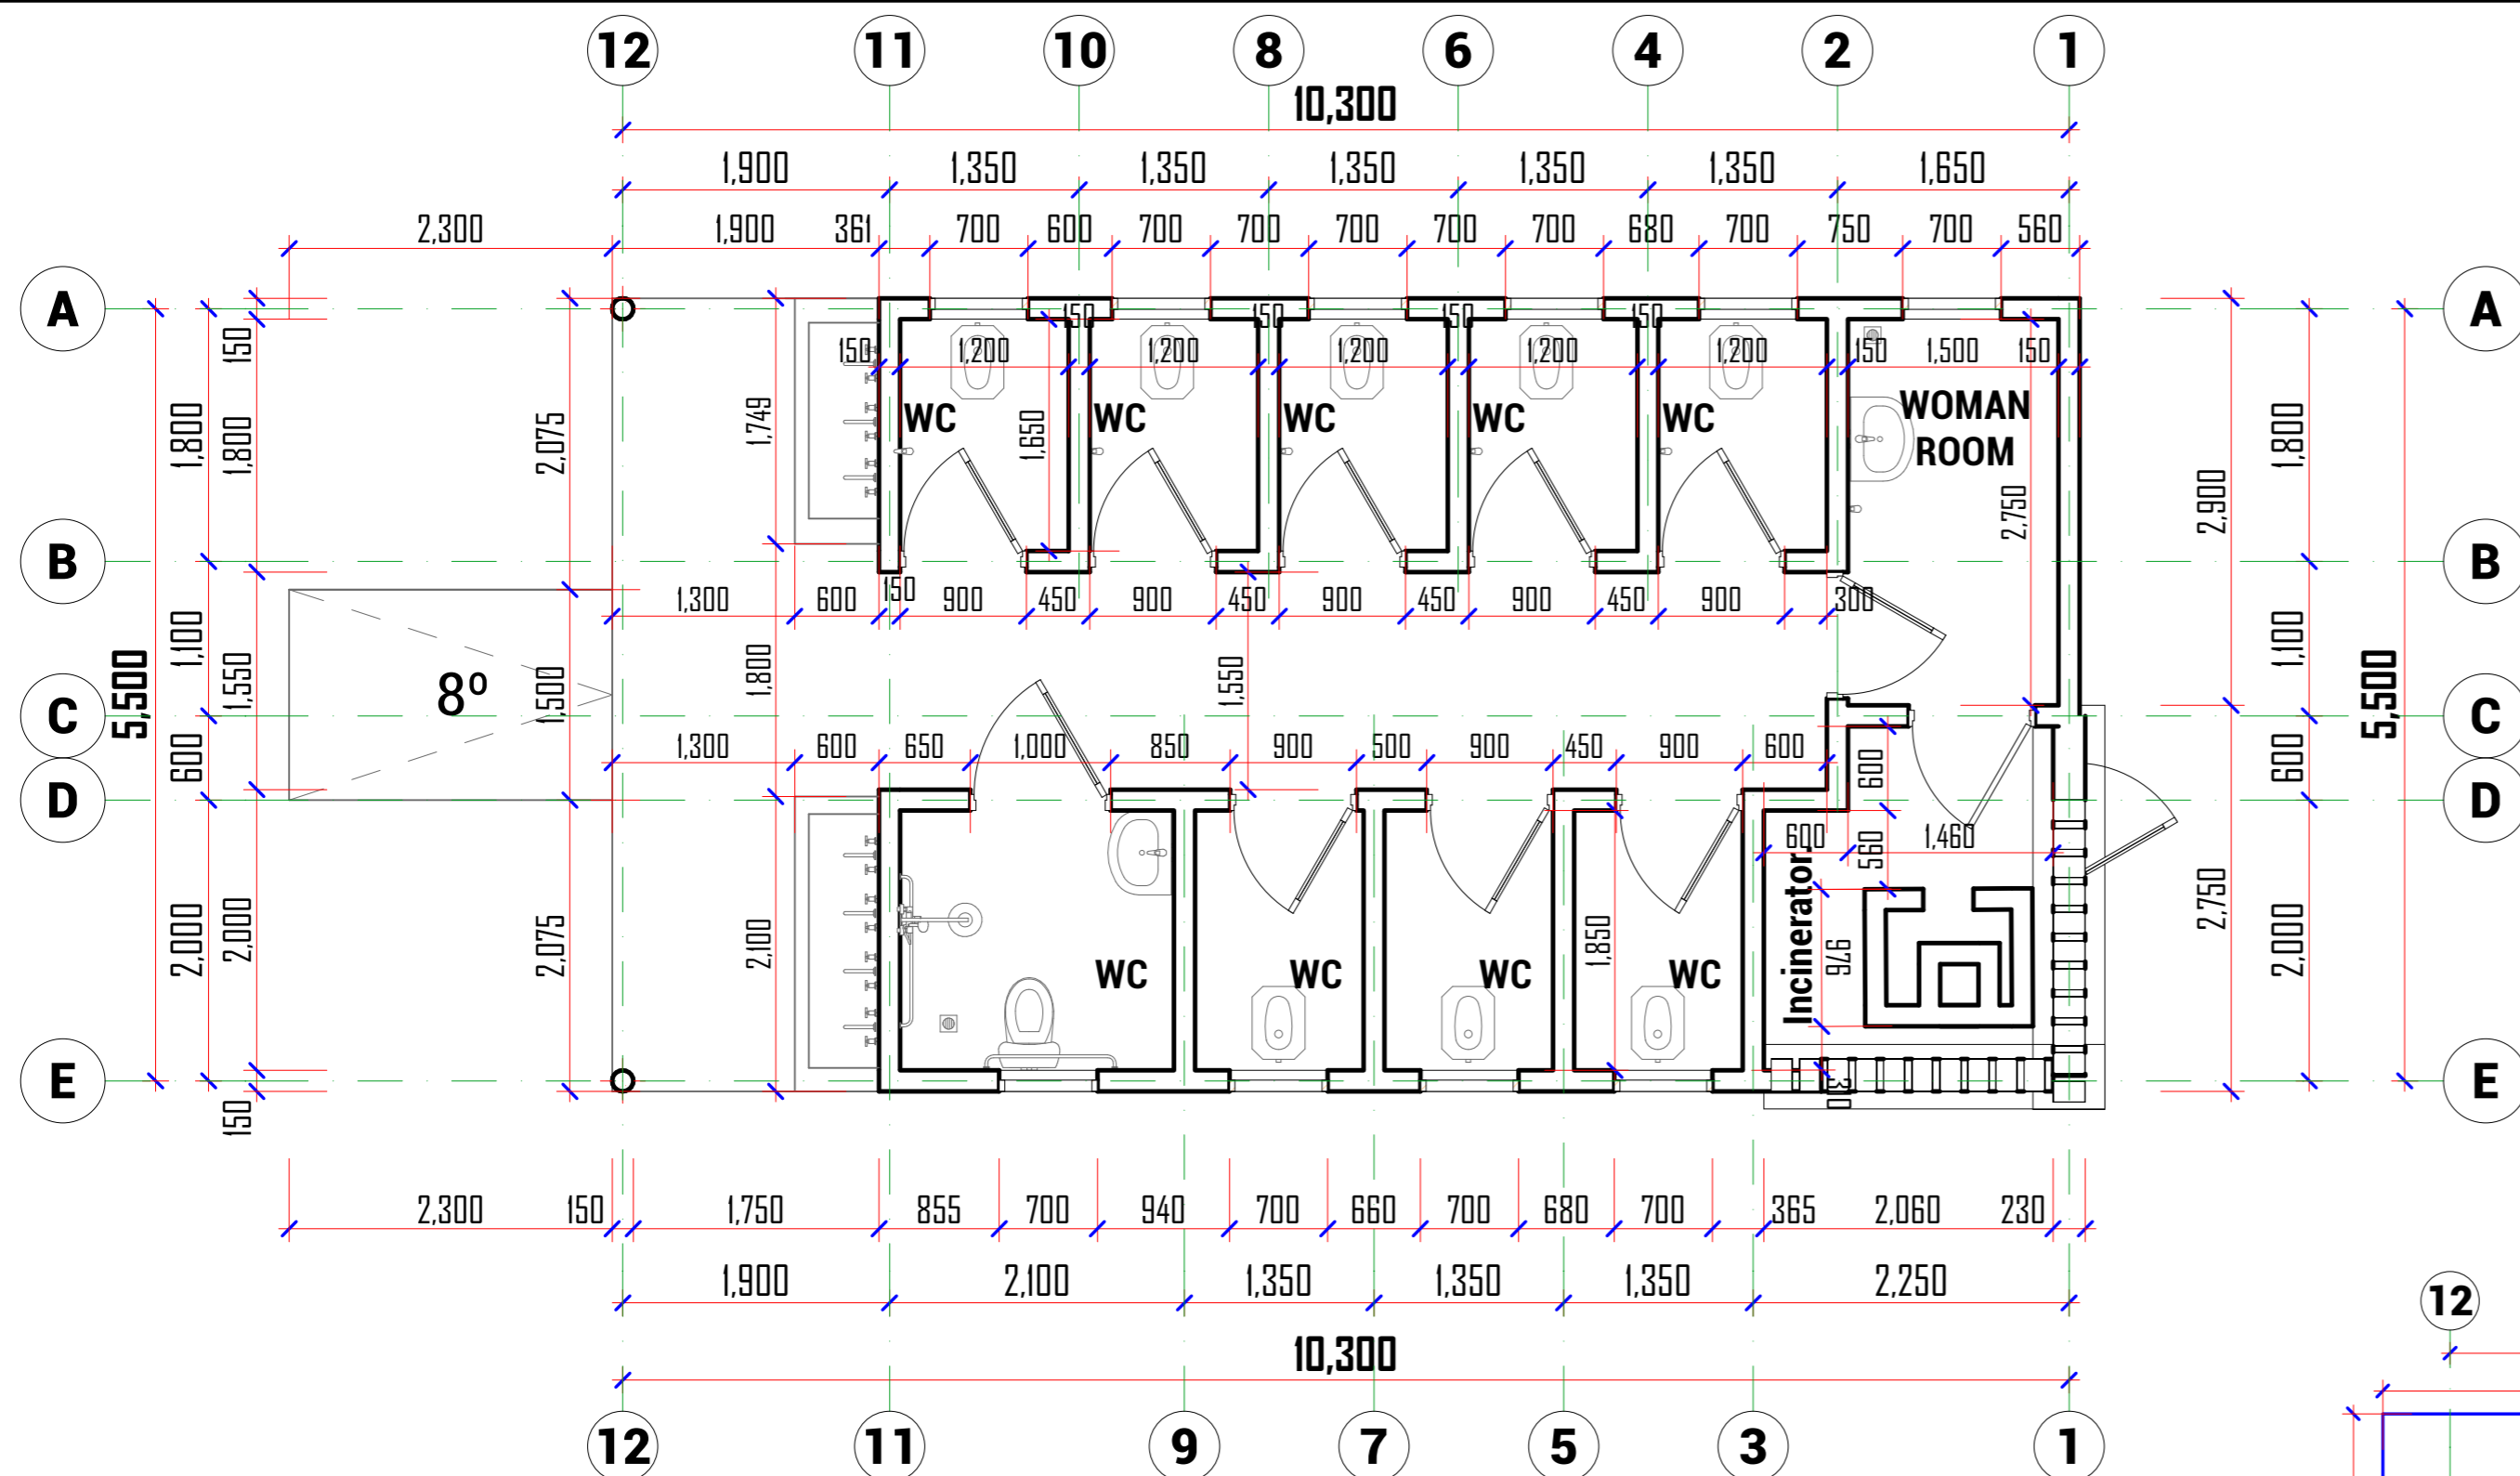 12 11 10 8 6 4 2 1
10,300
1,900 1,350 1,350 1,350 1,350 1,350 1,650
2,300 1,900 361 700 600 700 700 700 700 700 680 700 750 700 560
A A
150 150 150 150 150
150 1,200 1,200 1,200 1,200 1,200 150 1,500 150
WC WC WC WC WC WOMAN
ROOM
1,800 1,800 2,075 1,749 1,650 2,750 2,900 1,800
B B
1,300 600 150 900 450 900 450 900 450 900 450 900 300
5,500 1,100 1,550 8º 1,500 1,800 1,550 1,100 5,500
C C
1,300 600 650 1,000 850 900 500 900 450 900 600
600 600 600
D D
600 560 1,460
2,000 2,000 2,075 2,100 1,850 Incinerator 976 2,750 2,000
WC WC WC WC
E E
150 130
2,300 150 1,750 855 700 940 700 660 700 680 700 365 2,060 230
1,900 2,100 1,350 1,350 1,350 2,250
10,300
12 11 9 7 5 3 1
12